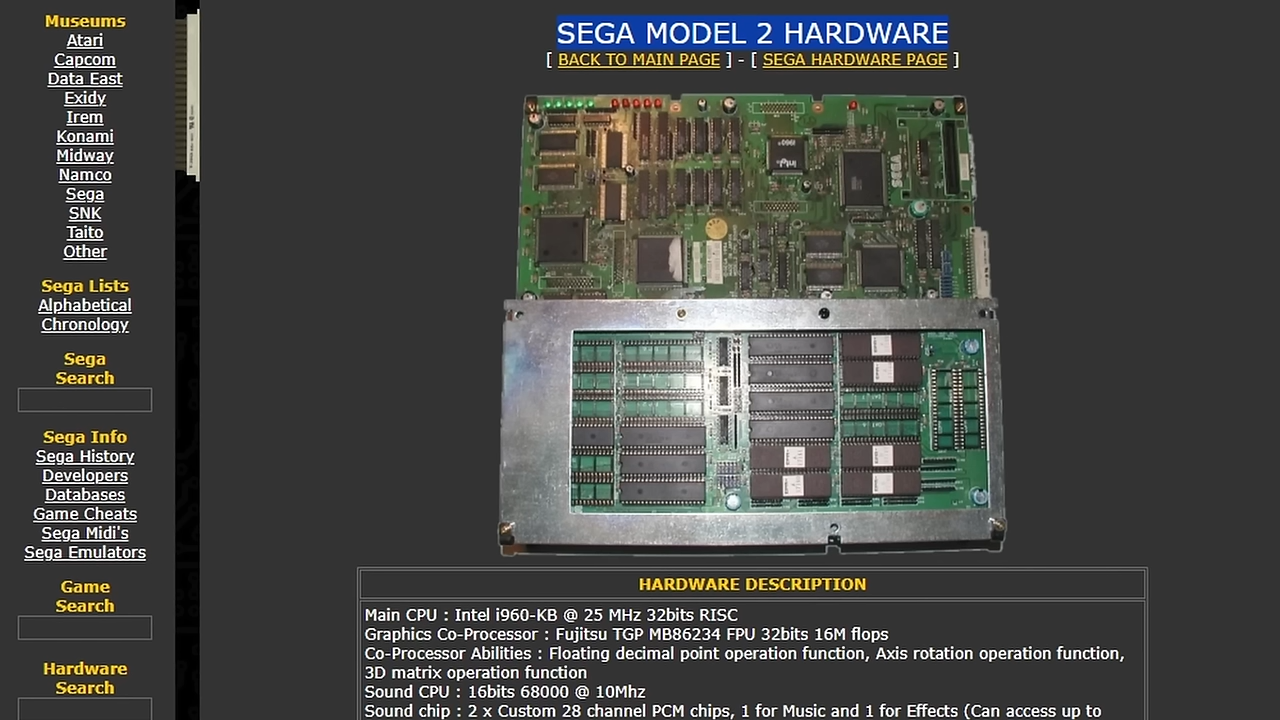 Museums
Atari
Capcom
Data East
Exidy
Irem
Konami
Midway
Namco
Sega
SNK
Taito
Other
Sega Lists
Alphabetical
Chronology
Sega
Search
Sega Info
Sega History
Developers
Databases
Game Cheats
Sega Midi's
Sega Emulators
Game
Search
Hardware
Search
SEGA MODEL 2 HARDWARE
[ BACK TO MAIN PAGE ] - [ SEGA HARDWARE PAGE ]
intel
i960
SEGA
HARDWARE DESCRIPTION
Main CPU : Intel i960-KB @ 25 MHz 32bits RISC
Graphics Co-Processor : Fujitsu TGP MB86234 FPU 32bits 16M flops
Co-Processor Abilities : Floating decimal point operation function, Axis rotation operation function,
3D matrix operation function
Sound CPU : 16bits 68000 @ 10Mhz
Sound chip : 2 x Custom 28 channel PCM chips, 1 for Music and 1 for Effects (Can access up to